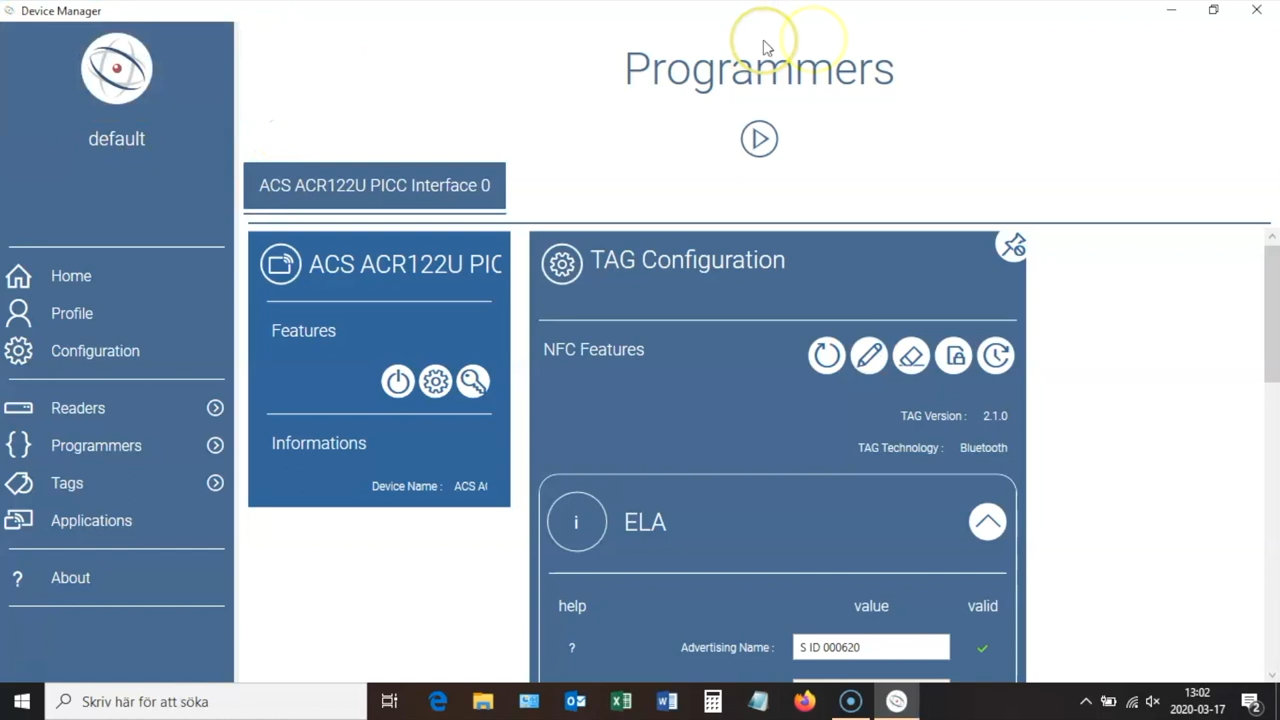 Device Manager
default
Home
Profile
Configuration
Readers
Programmers
Tags
Applications
? About
Programmers
ACS ACR122U PICC Interface 0
ACS ACR122U PIC
Features
Informations
Device Name : ACS A
TAG Configuration
NFC Features
TAG Version : 2.1.0
TAG Technology : Bluetooth
i ELA
help value valid
? Advertising Name : S ID 000620
Skriv här för att söka
13:02
2020-03-17
2